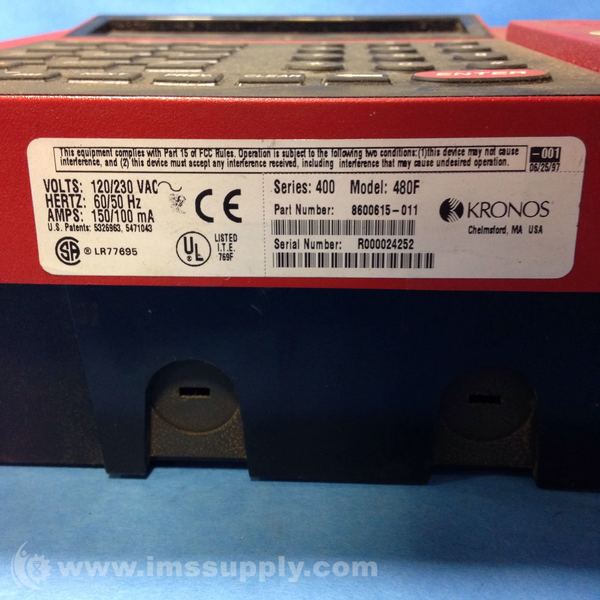 CLEAR
ENTER
This equipment complies with Part 15 of FCC Rules. Operation is subject to the following two conditions:(1)this device may not cause
interference, and (2) this device must accept any interference received, including interference that may cause undesired operation.
-001
06/25/97
VOLTS: 120/230 VAC
HERTZ: 60/50 Hz
AMPS: 150/100 mA
U.S. Patents: 5326963, 5471043
CE
SA ® LR77695
UL
LISTED
I.T.E.
769F
Series: 400 Model: 480F
Part Number: 8600615-011
Serial Number: R000024252
KRONOS
Chelmsford, MA USA
www.imssupply.com